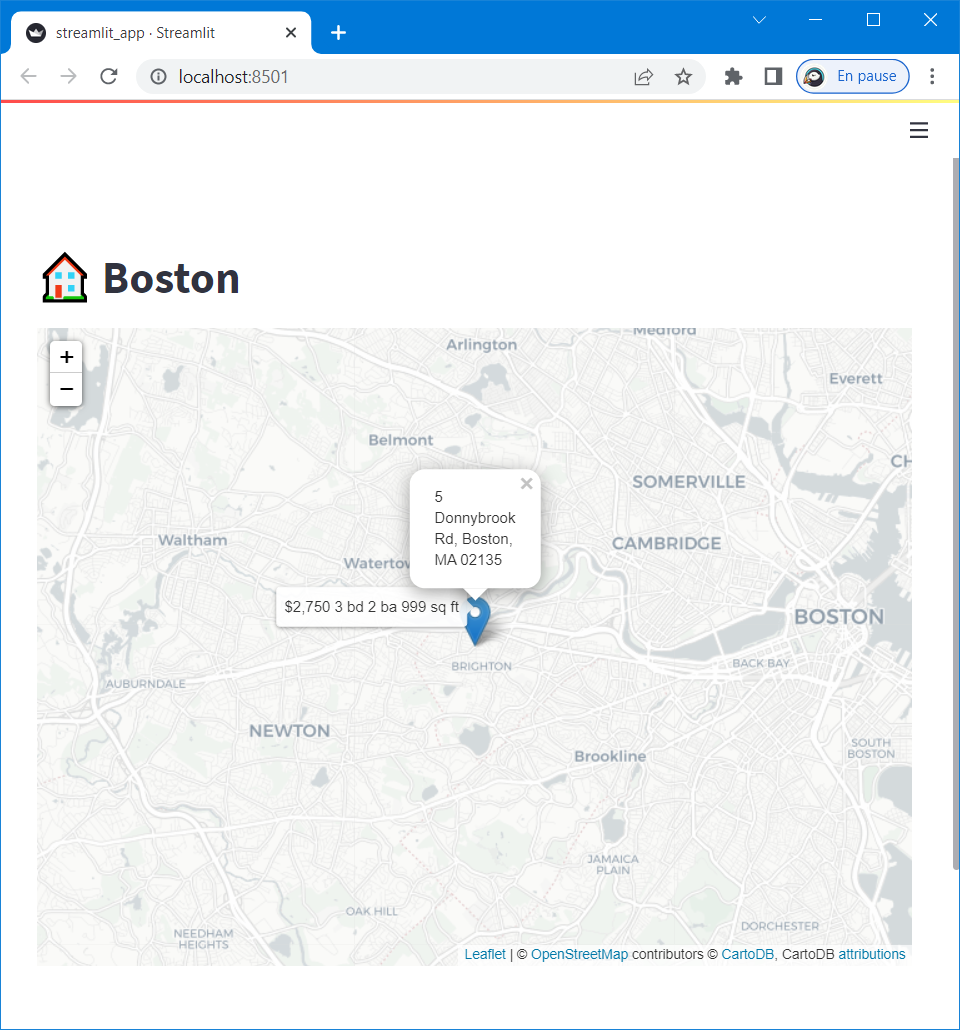 streamlit_app · Streamlit
localhost:8501
En pause
Boston
+
−
Medford
Arlington
Everett
Belmont
CH
SOMERVILLE
5
Donnybrook
Rd, Boston,
MA 02135
Waltham
CAMBRIDGE
Waterto
$2,750 3 bd 2 ba 999 sq ft
BOSTON
BRIGHTON
BACK BAY
AUBURNDALE
NEWTON
Brookline
SOUTH
BOSTON
JAMAICA
PLAIN
OAK HILL
DORCHESTER
NEEDHAM
HEIGHTS
Leaflet | © OpenStreetMap contributors © CartoDB, CartoDB attributions